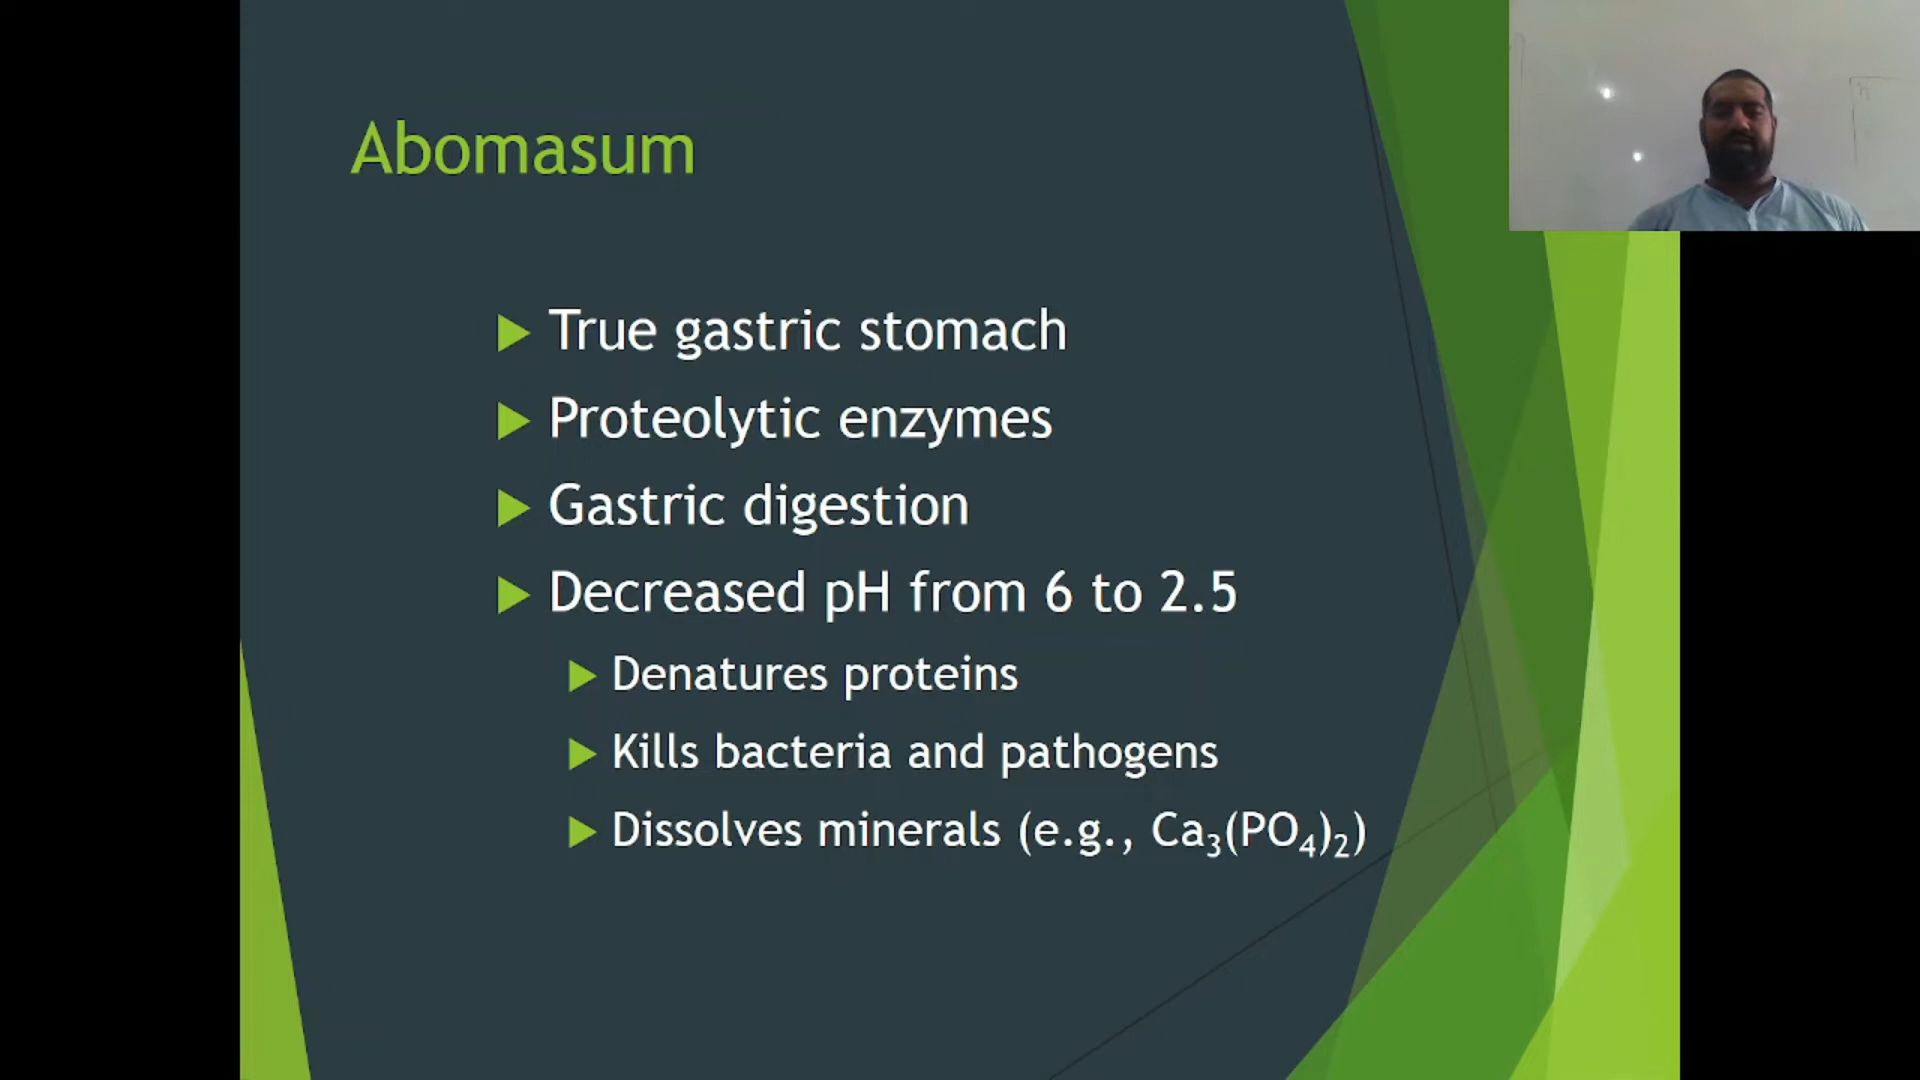 Abomasum
True gastric stomach
Proteolytic enzymes
Gastric digestion
Decreased pH from 6 to 2.5
Denatures proteins
Kills bacteria and pathogens
Dissolves minerals (e.g., Ca₃(PO₄)₂)